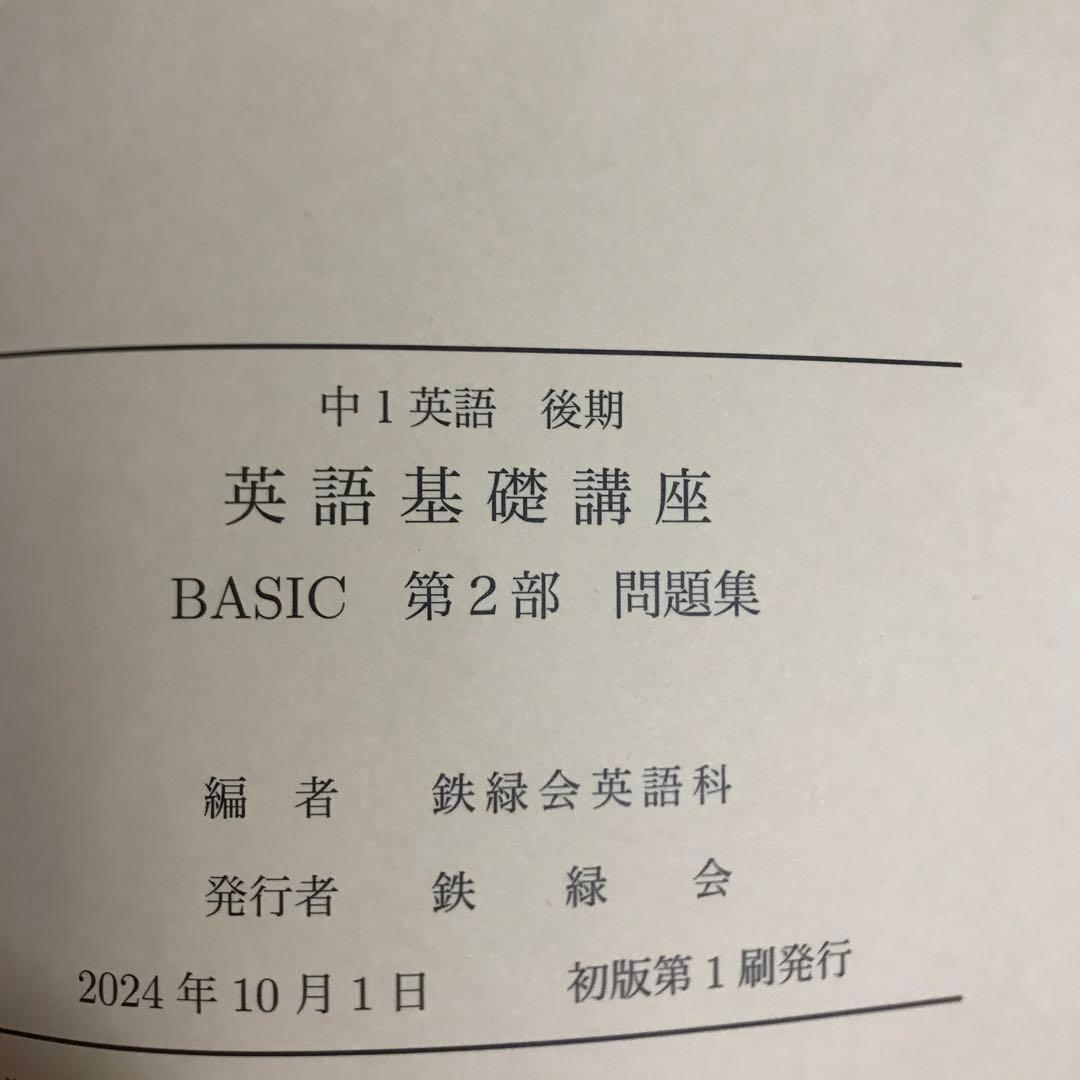 中1英語 後期
英語基礎講座
BASIC 第2部 問題集
編者 鉄緑会英語科
発行者 鉄緑会
2024年10月1日 初版第1刷発行